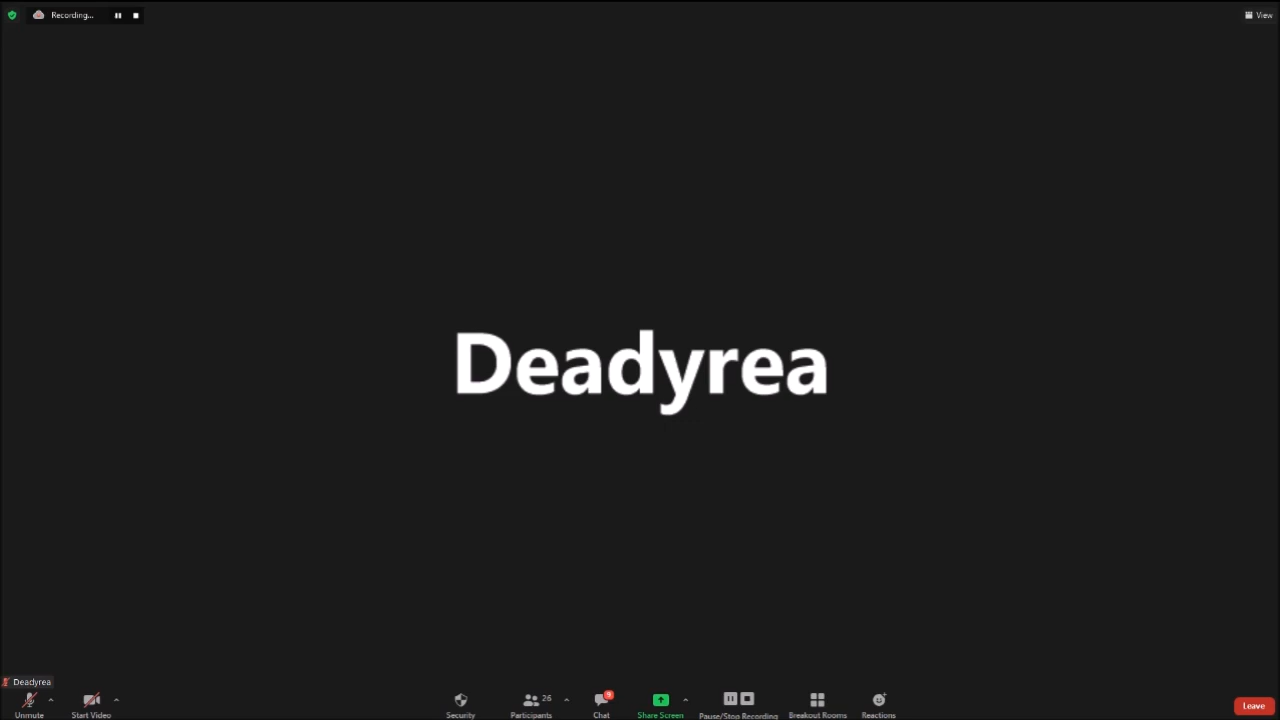 Recording...
View
Deadyrea
Deadyrea
Unmute
Start Video
Security
26
Participants
9
Chat
Share Screen
Pause/Stop Recording
Breakout Rooms
Reactions
Leave